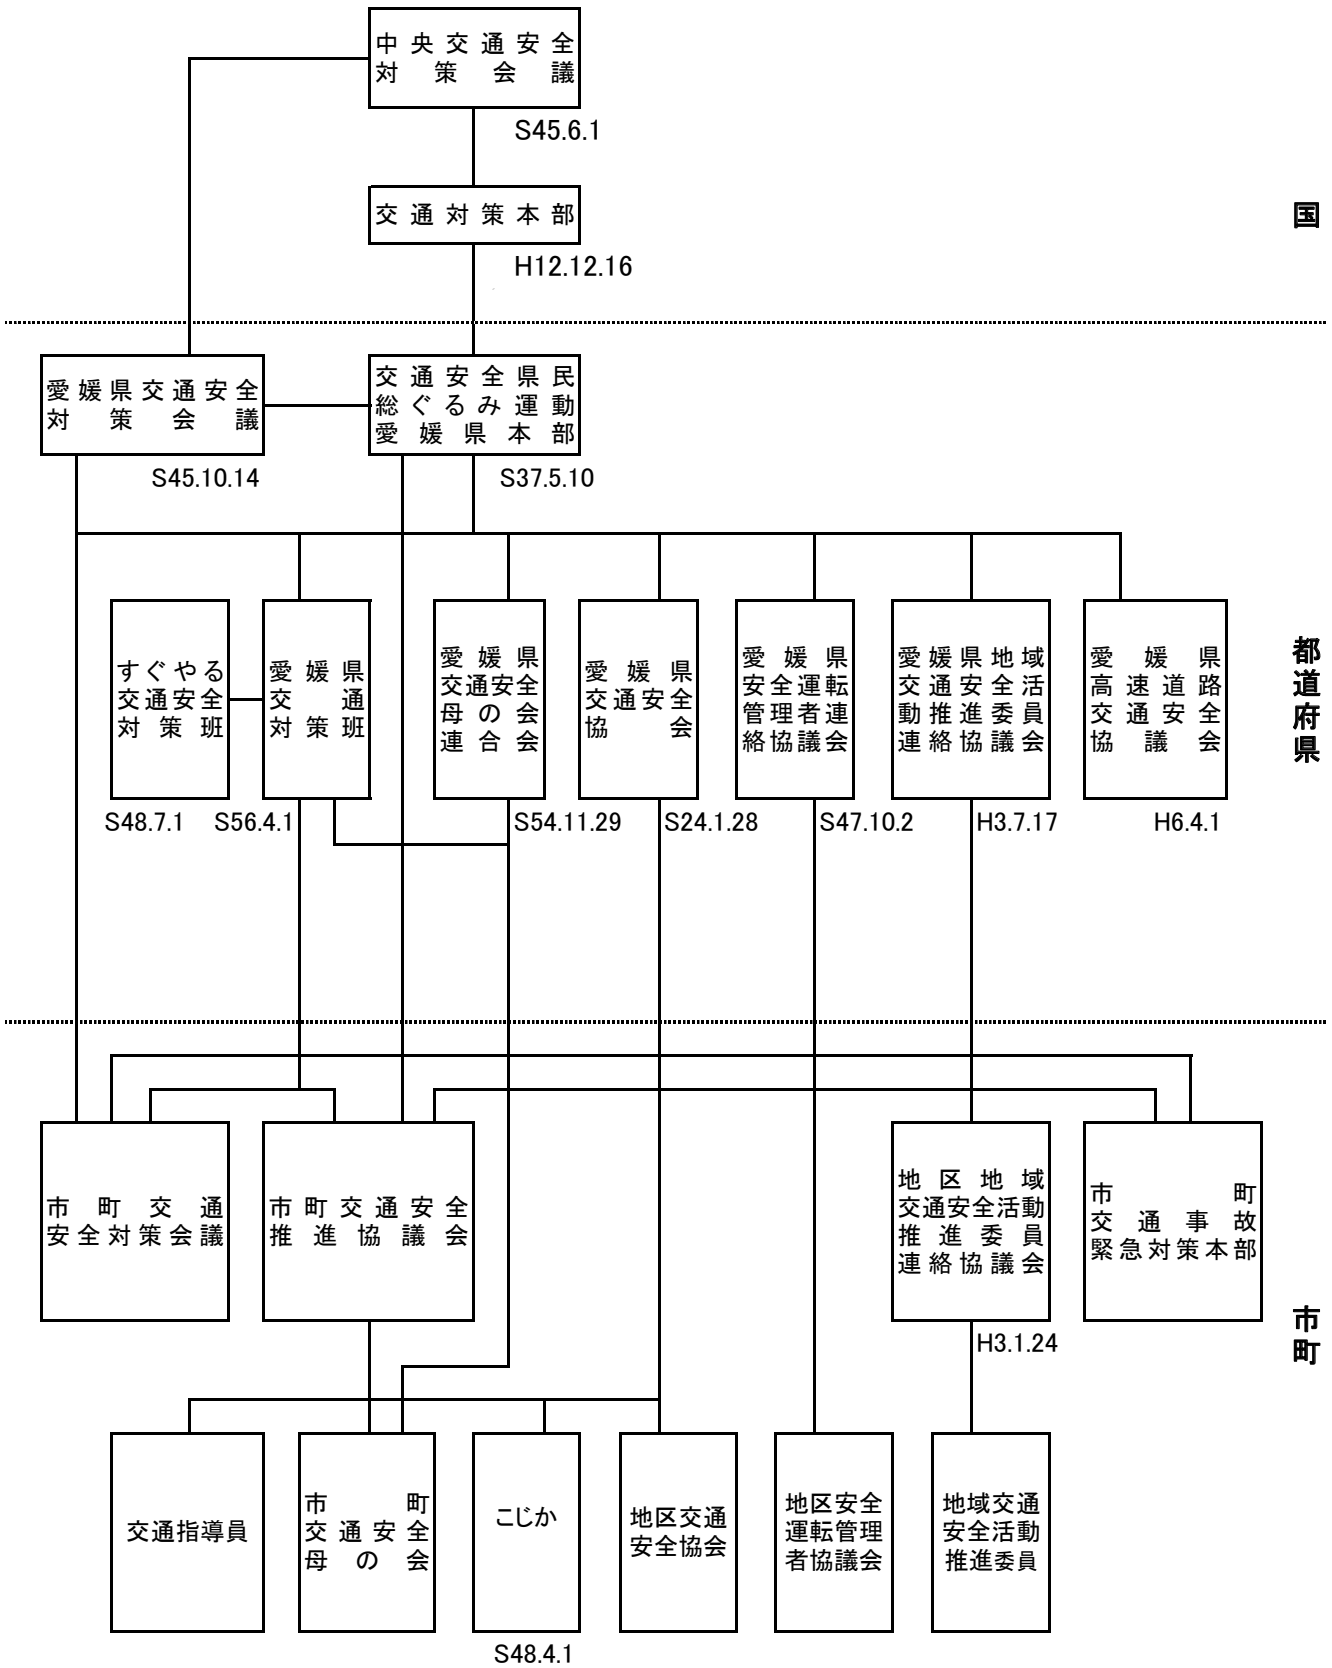 中央交通安全
対策会議
S45.6.1
交通対策本部
H12.12.16
国
愛媛県交通安全
対策会議
S45.10.14
交通安全県民
総ぐるみ運動
愛媛県本部
S37.5.10
すぐやる
交通安全
対策班
S48.7.1
愛媛県
交通
対策班
S56.4.1
愛媛県
交通安全
母の会
連合会
S54.11.29
愛媛県
交通安全
協会
S24.1.28
愛媛県
安全運転
管理者連
絡協議会
S47.10.2
愛媛県地域
交通安全活
動推進委員
連絡協議会
H3.7.17
愛媛県
高速道路
交通安全
協議会
H6.4.1
都道府県
市町交通
安全対策会議
市町交通安全
推進協議会
地区地域
交通安全活動
推進委員
連絡協議会
H3.1.24
市町
交通事故
緊急対策本部
市町
交通指導員
市町
交通安全
母の会
こじか
S48.4.1
地区交通
安全協会
地区安全
運転管理
者協議会
地域交通
安全活動
推進委員